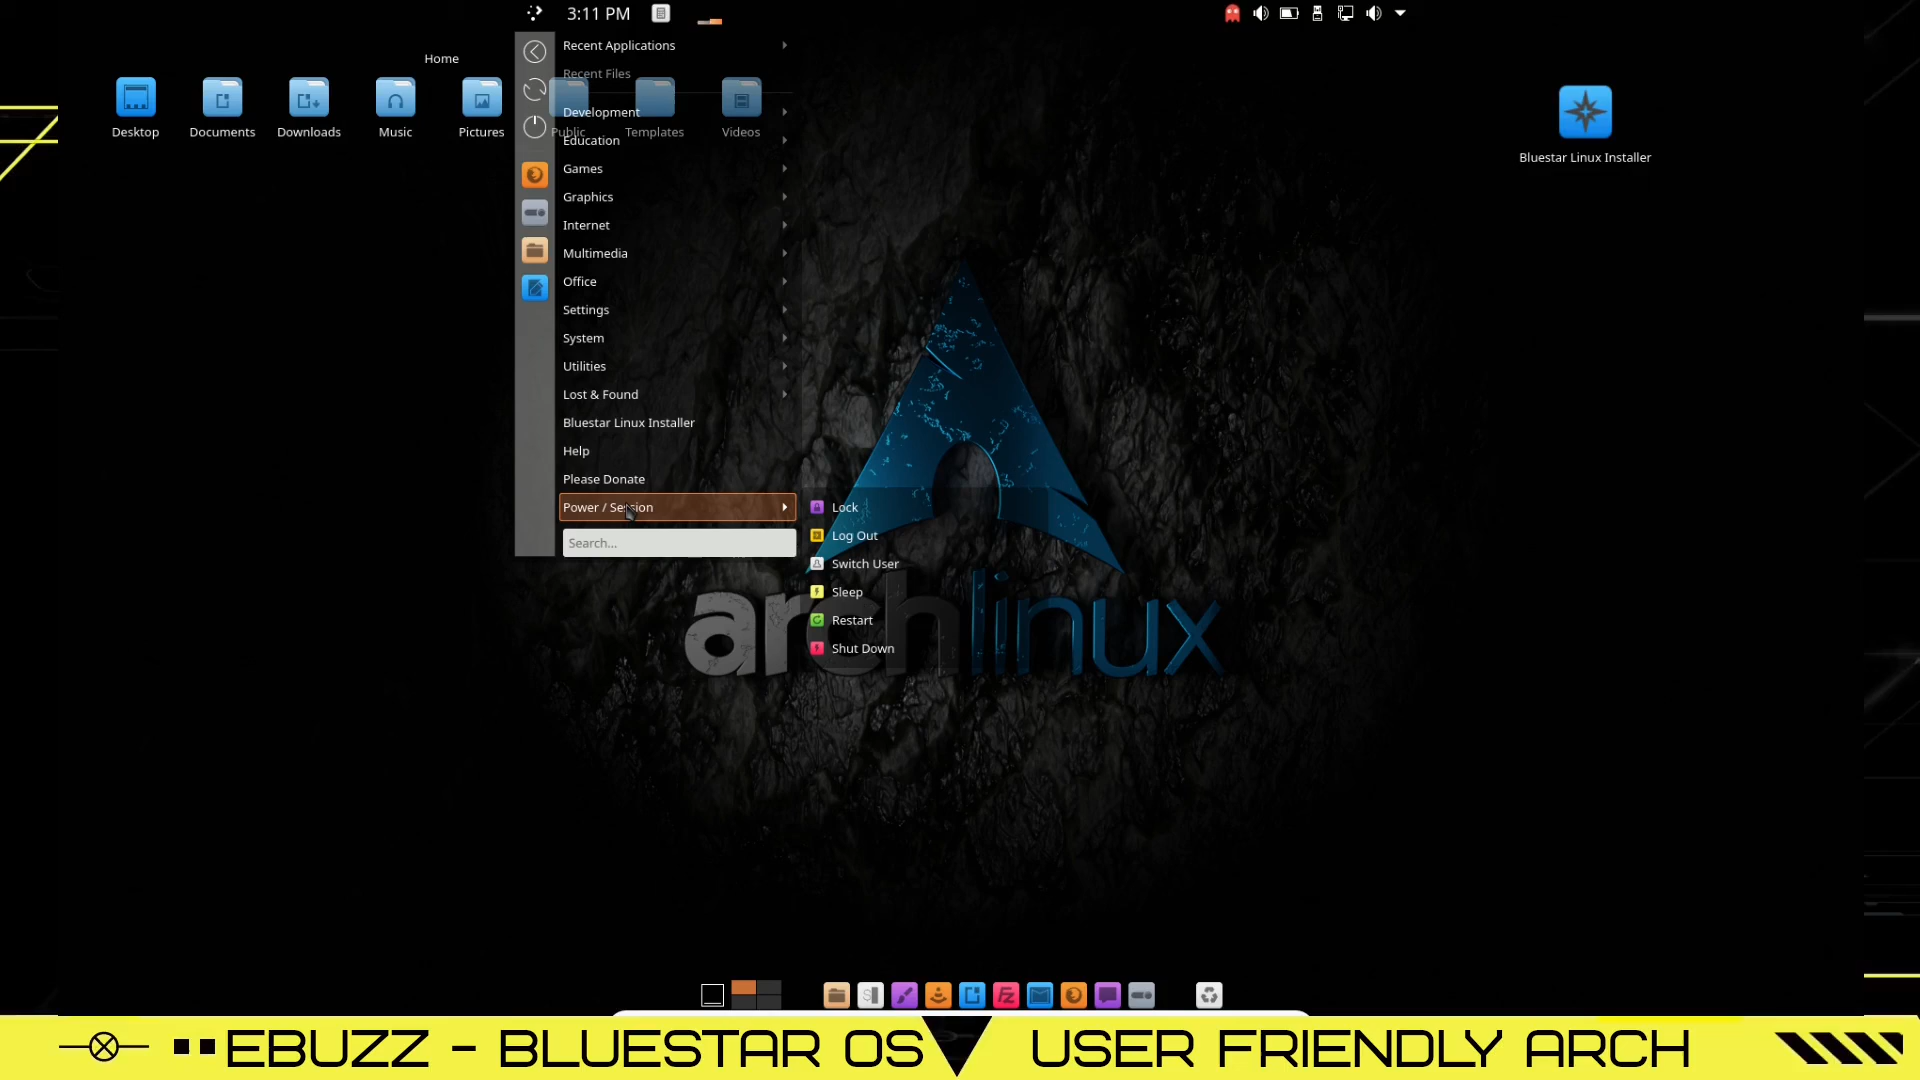 3:11 PM
Home
Desktop
Documents
Downloads
Music
Pictures
Public
Templates
Videos
Bluestar Linux Installer
Recent Applications
Recent Files
Development
Education
Games
Graphics
Internet
Multimedia
Office
Settings
System
Utilities
Lost & Found
Bluestar Linux Installer
Help
Please Donate
Power / Session
Search...
Lock
Log Out
Switch User
Sleep
Restart
Shut Down
archlinux
EBUZZ - BLUESTAR OS
USER FRIENDLY ARCH